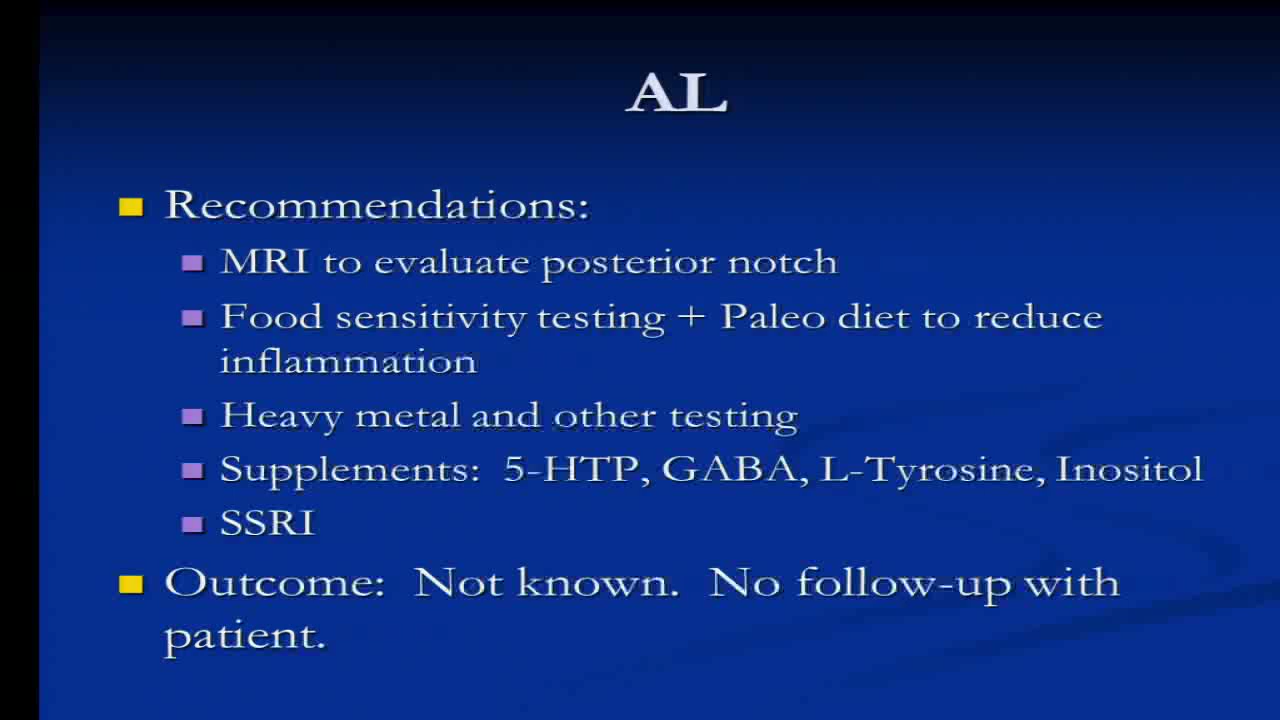 AL
Recommendations:
MRI to evaluate posterior notch
Food sensitivity testing + Paleo diet to reduce
inflammation
Heavy metal and other testing
Supplements: 5-HTP, GABA, L-Tyrosine, Inositol
SSRI
Outcome: Not known. No follow-up with
patient.